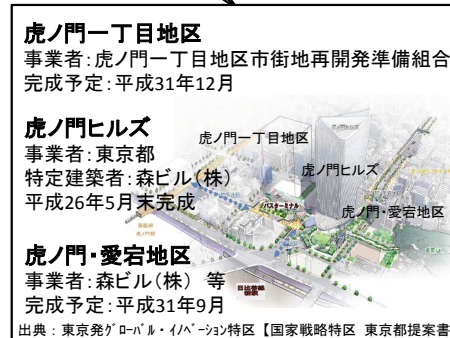 虎ノ門一丁目地区
事業者:虎ノ門一丁目地区市街地再開発準備組合
完成予定:平成31年12月
虎ノ門ヒルズ
事業者:東京都
特定建築者:森ビル(株)
平成26年5月末完成
虎ノ門・愛宕地区
事業者:森ビル(株) 等
完成予定:平成31年9月
虎ノ門一丁目地区
虎ノ門ヒルズ
虎ノ門・愛宕地区
バスターミナル
出典:東京発グローバル・イノベーション特区【国家戦略特区 東京都提案書